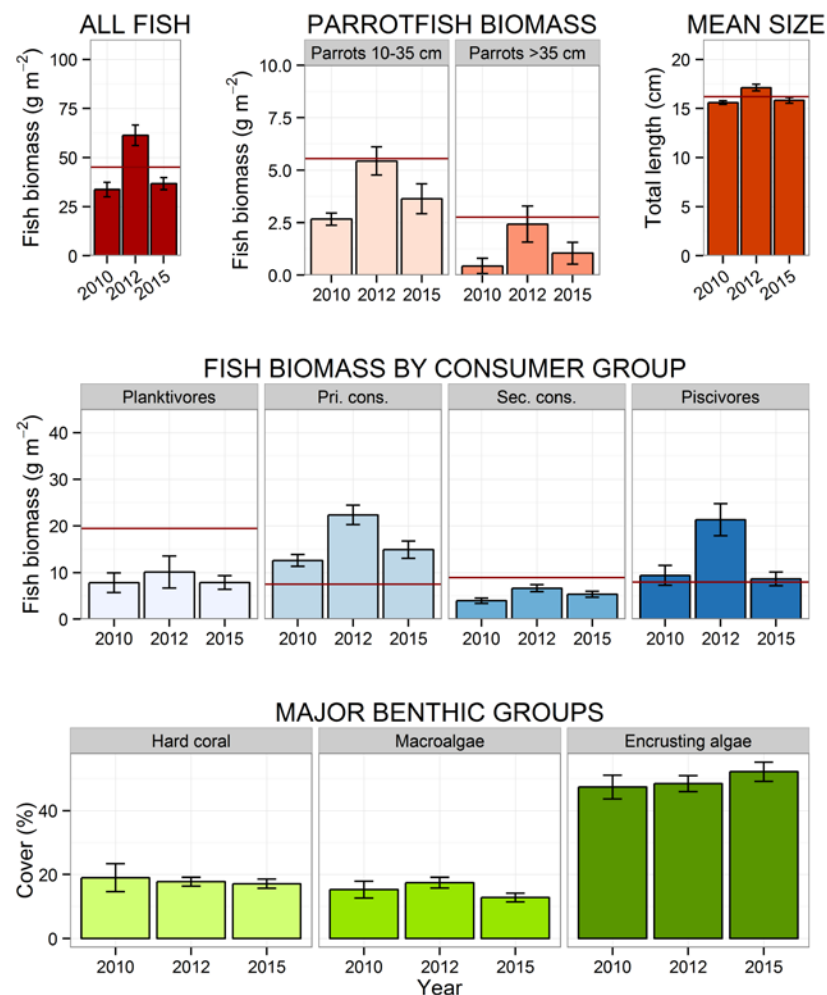 ALL FISH
PARROTFISH BIOMASS
MEAN SIZE
Parrots 10-35 cm
Parrots >35 cm
Fish biomass (g m−2)
100
75
50
25
0
2010
2012
2015
Fish biomass (g m−2)
10.0
7.5
5.0
2.5
0.0
2010 2012 2015
2010 2012 2015
Total length (cm)
20
15
10
5
0
2010
2012
2015
FISH BIOMASS BY CONSUMER GROUP
Planktivores
Pri. cons.
Sec. cons.
Piscivores
Fish biomass (g m−2)
40
30
20
10
0
2010 2012 2015
2010 2012 2015
2010 2012 2015
2010 2012 2015
MAJOR BENTHIC GROUPS
Hard coral
Macroalgae
Encrusting algae
Cover (%)
40
20
0
2010 2012 2015
2010 2012 2015
2010 2012 2015
Year